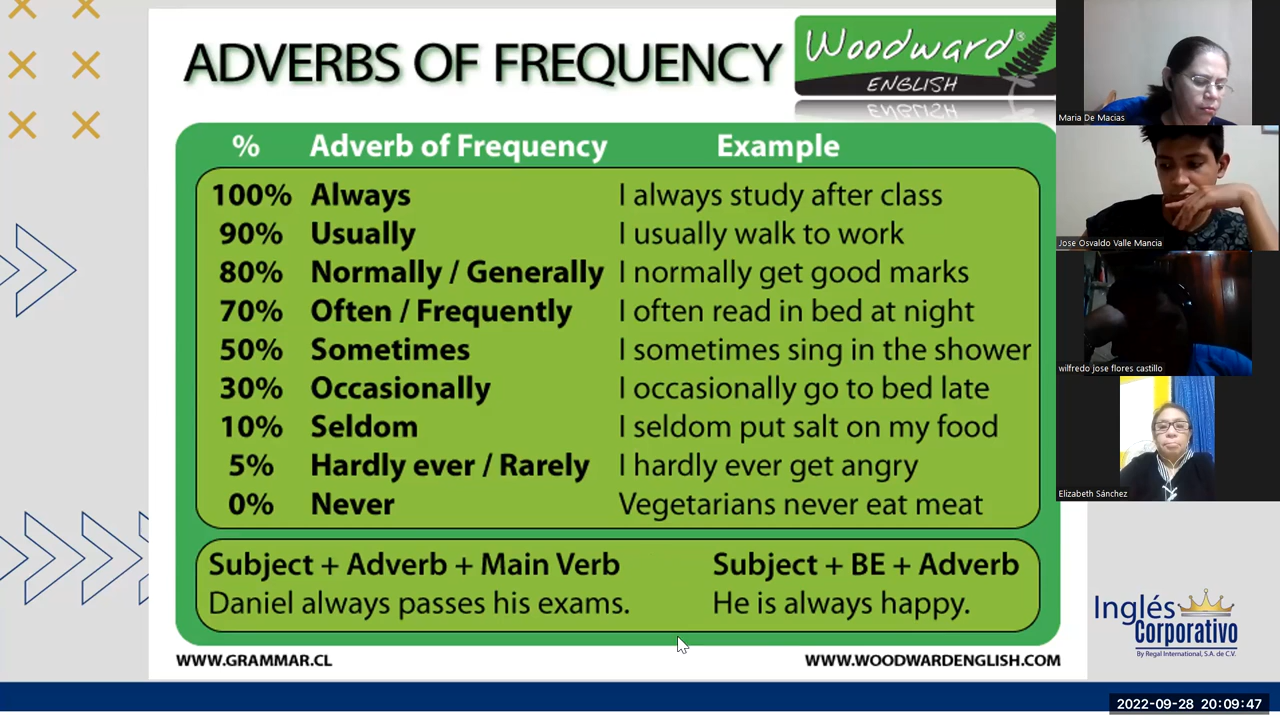 ADVERBS OF FREQUENCY
Woodward®
ENGLISH
% Adverb of Frequency Example
100% Always I always study after class
90% Usually I usually walk to work
80% Normally / Generally I normally get good marks
70% Often / Frequently I often read in bed at night
50% Sometimes I sometimes sing in the shower
30% Occasionally I occasionally go to bed late
10% Seldom I seldom put salt on my food
5% Hardly ever / Rarely I hardly ever get angry
0% Never Vegetarians never eat meat
Subject + Adverb + Main Verb Subject + BE + Adverb
Daniel always passes his exams. He is always happy.
WWW.GRAMMAR.CL WWW.WOODWARDENGLISH.COM
Maria De Macias
Jose Osvaldo Valle Mancia
wilfredo jose flores castillo
Elizabeth Sánchez
Inglés
Corporativo
By Regal International, S.A. de C.V.
2022-09-28 20:09:47